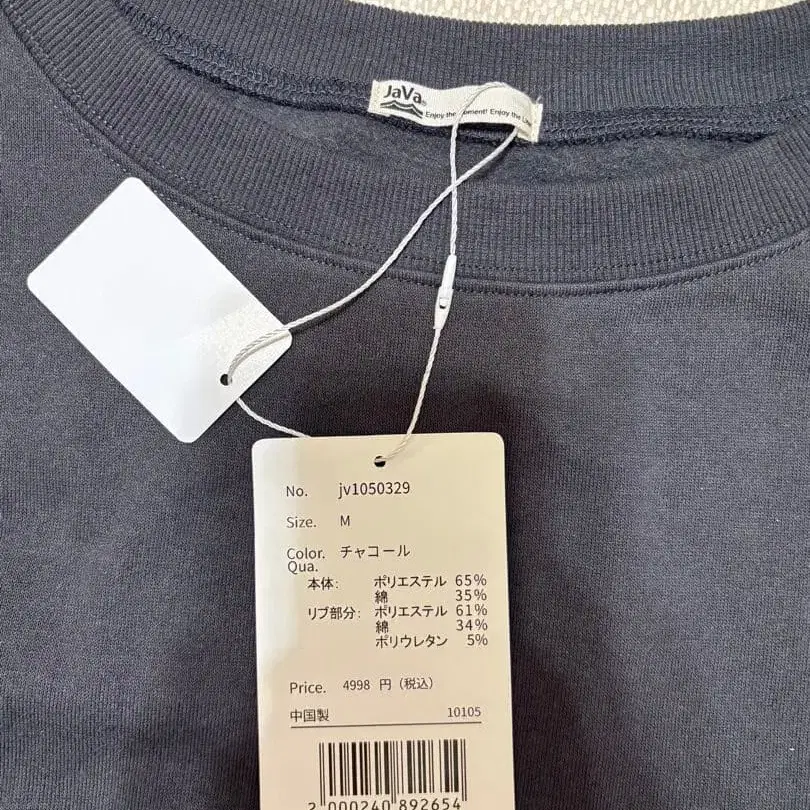 JaVa
Enjoy the moment! Enjoy the
No. jv1050329
Size. M
Color. チャコール
Qua.
本体: ポリエステル 65%
綿 35%
リブ部分: ポリエステル 61%
綿 34%
ポリウレタン 5%
Price. 4998 円（税込）
中国製 10105
2 000240 892654